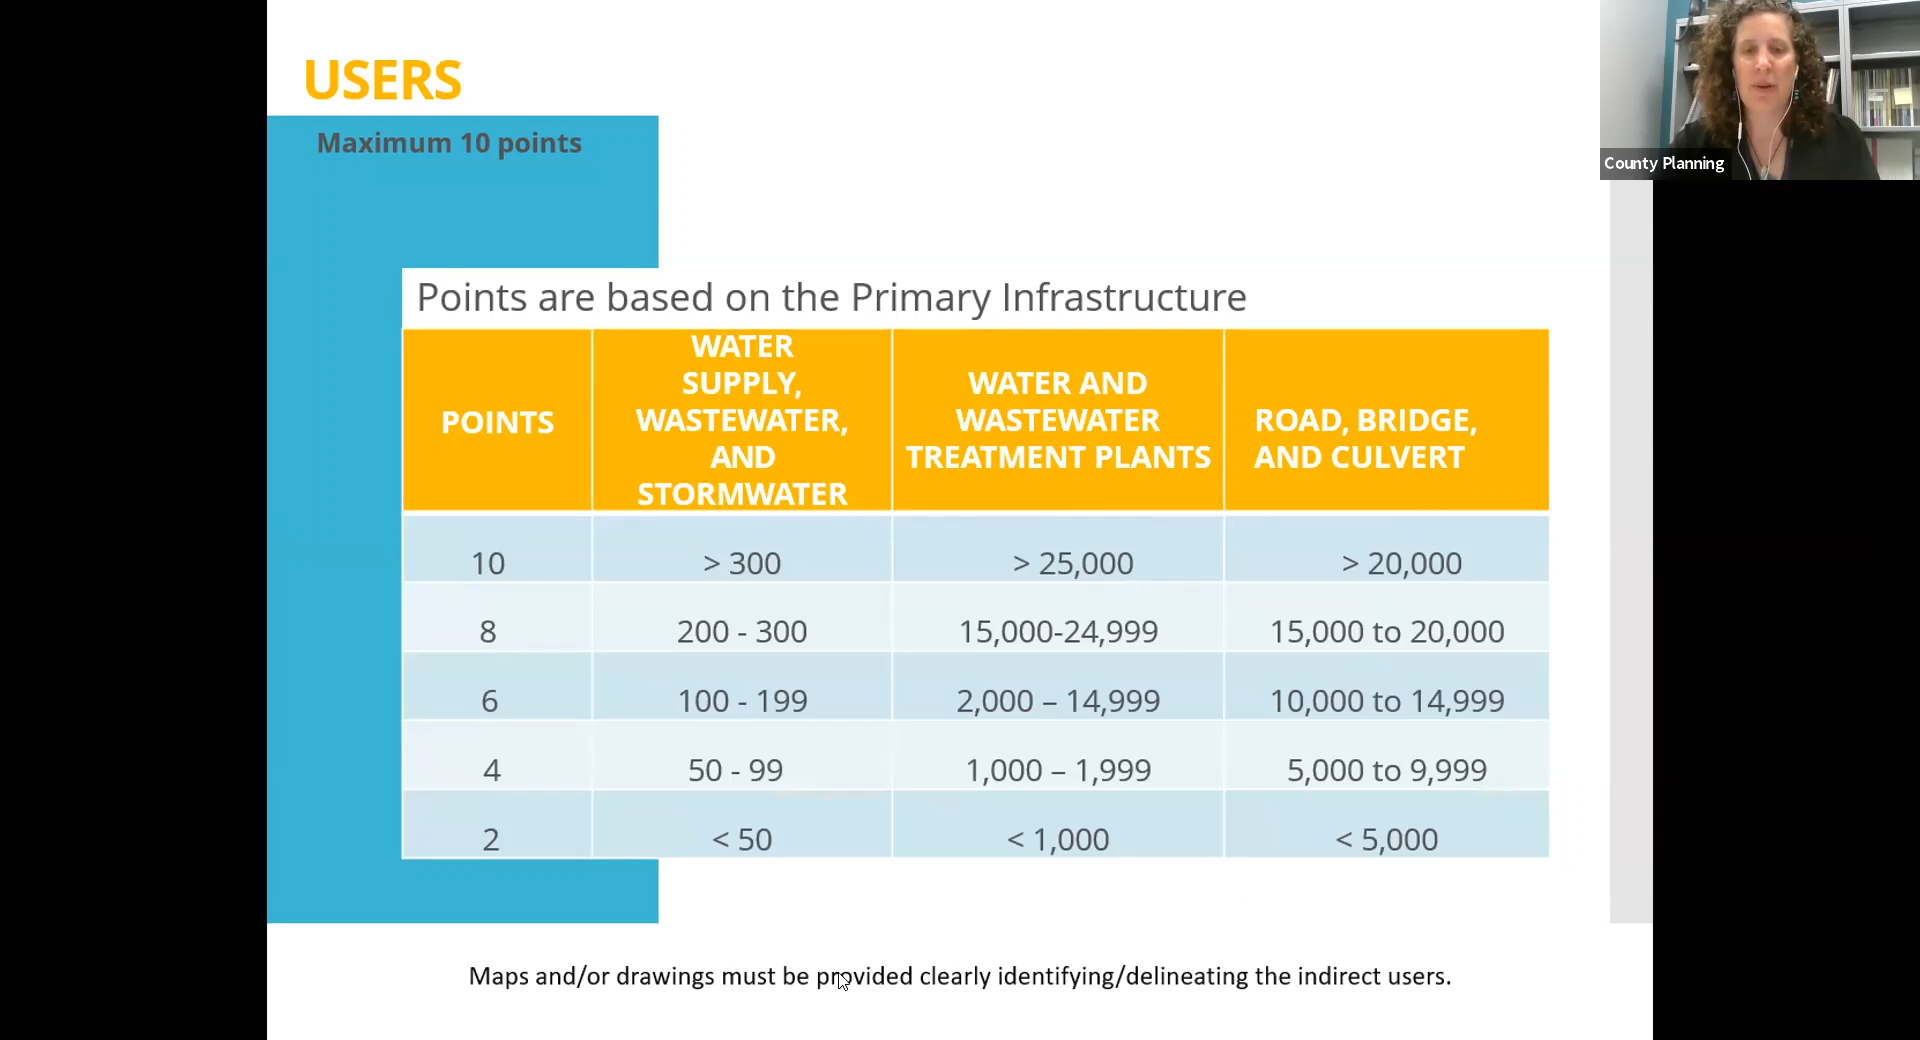 USERS
Maximum 10 points
County Planning
Points are based on the Primary Infrastructure
POINTS
WATER
SUPPLY,
WASTEWATER,
AND
STORMWATER
WATER AND
WASTEWATER
TREATMENT PLANTS
ROAD, BRIDGE,
AND CULVERT
10 > 300 > 25,000 > 20,000
8 200 - 300 15,000-24,999 15,000 to 20,000
6 100 - 199 2,000 – 14,999 10,000 to 14,999
4 50 - 99 1,000 – 1,999 5,000 to 9,999
2 < 50 < 1,000 < 5,000
Maps and/or drawings must be provided clearly identifying/delineating the indirect users.